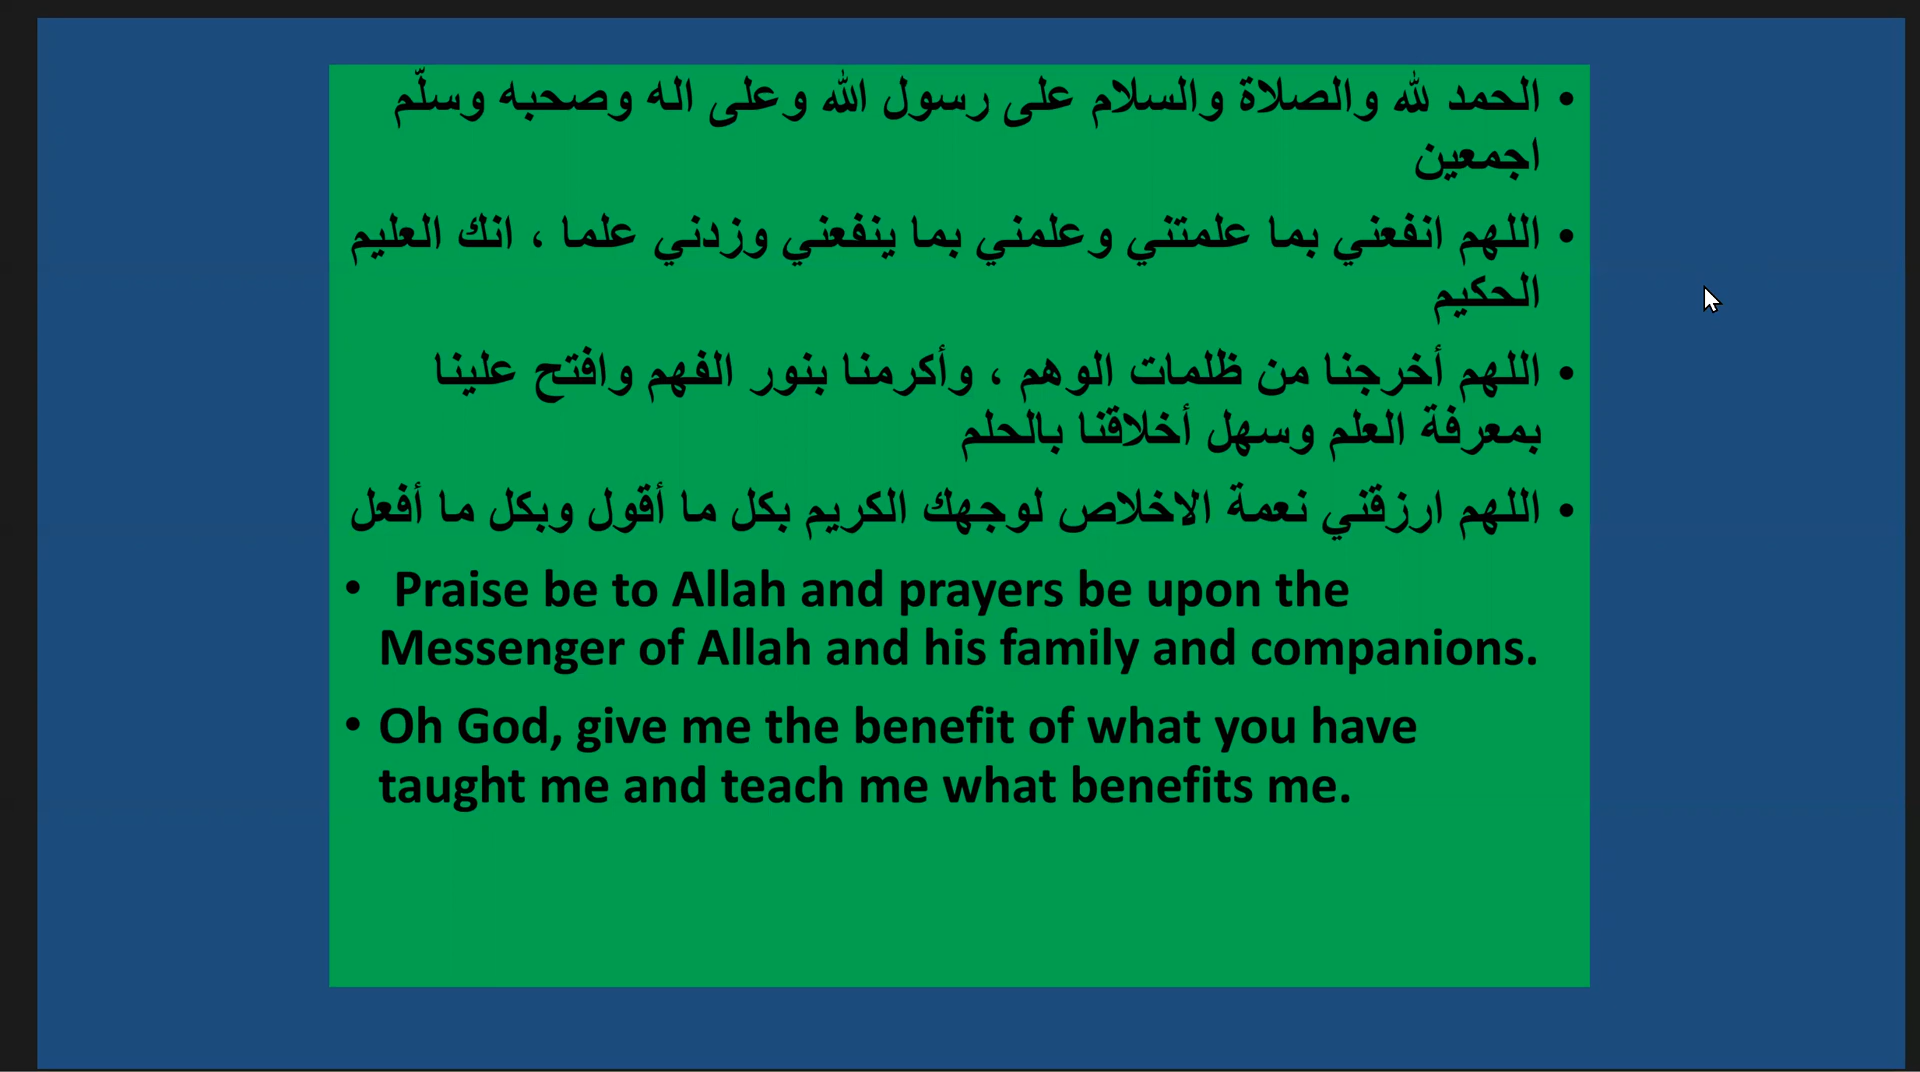 • الحمد لله والصلاة والسلام على رسول الله وعلى اله وصحبه وسلّم
اجمعين
• اللهم انفعني بما علمتني وعلمني بما ينفعني وزدني علما ، انك العليم
الحكيم
• اللهم أخرجنا من ظلمات الوهم ، وأكرمنا بنور الفهم وافتح علينا
بمعرفة العلم وسهل أخلاقنا بالحلم
• اللهم ارزقني نعمة الإخلاص لوجهك الكريم بكل ما أقول وبكل ما أفعل
• Praise be to Allah and prayers be upon the
Messenger of Allah and his family and companions.
• Oh God, give me the benefit of what you have
taught me and teach me what benefits me.